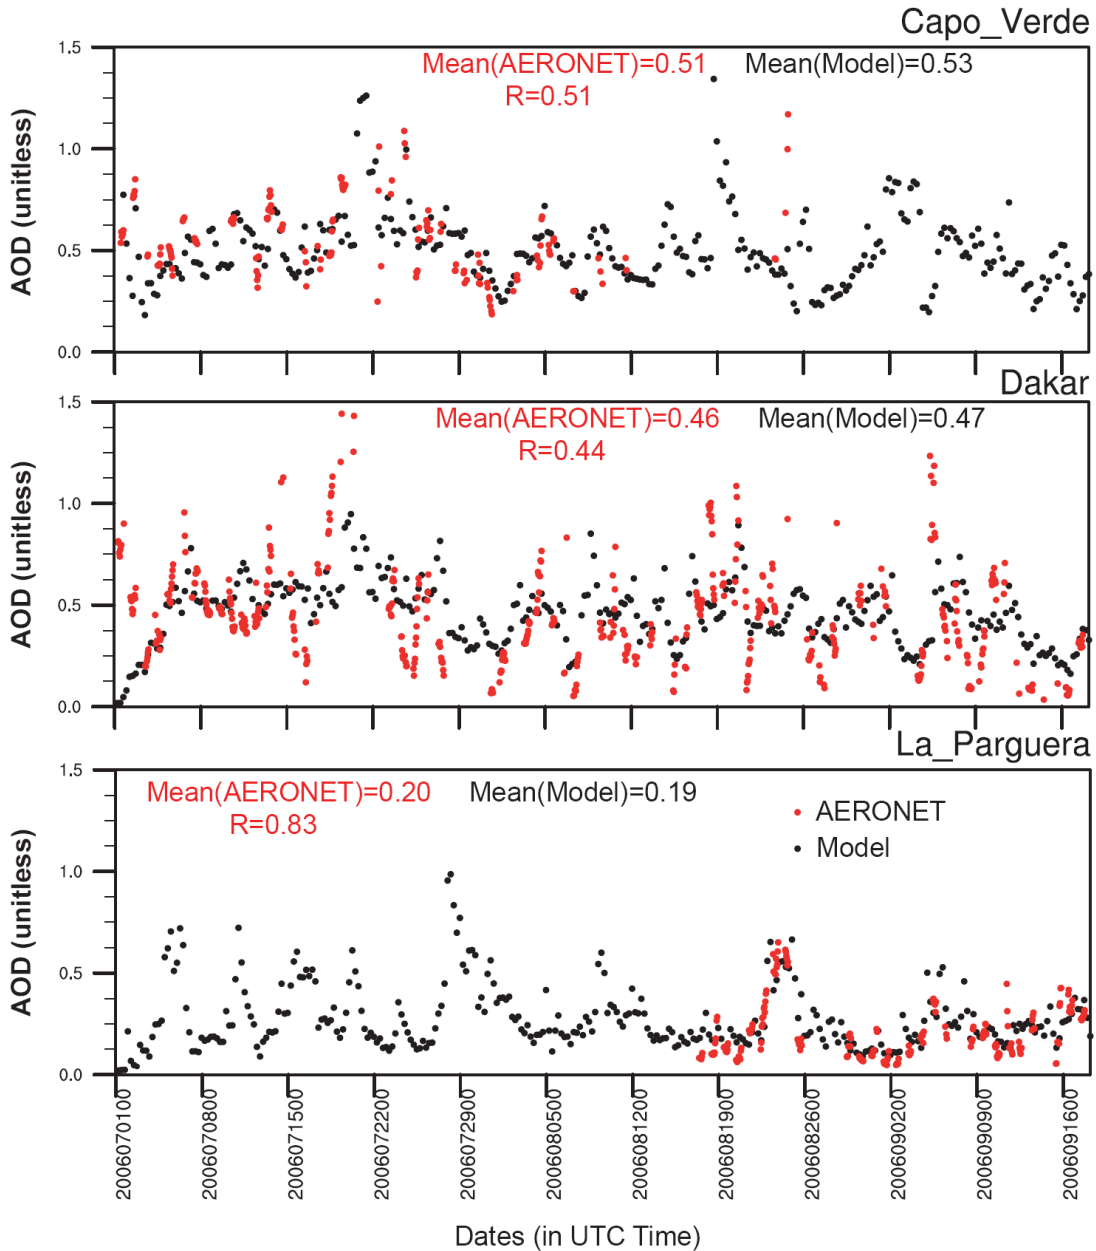 Capo_Verde
Mean(AERONET)=0.51 Mean(Model)=0.53
R=0.51
1.5
1.0
0.5
0.0
AOD (unitless)
Dakar
Mean(AERONET)=0.46 Mean(Model)=0.47
R=0.44
1.5
1.0
0.5
0.0
AOD (unitless)
La_Parguera
Mean(AERONET)=0.20 Mean(Model)=0.19
R=0.83
AERONET
Model
1.5
1.0
0.5
0.0
AOD (unitless)
2006070100
2006070800
2006071500
2006072200
2006072900
2006080500
2006081200
2006081900
2006082600
2006090200
2006090900
2006091600
Dates (in UTC Time)